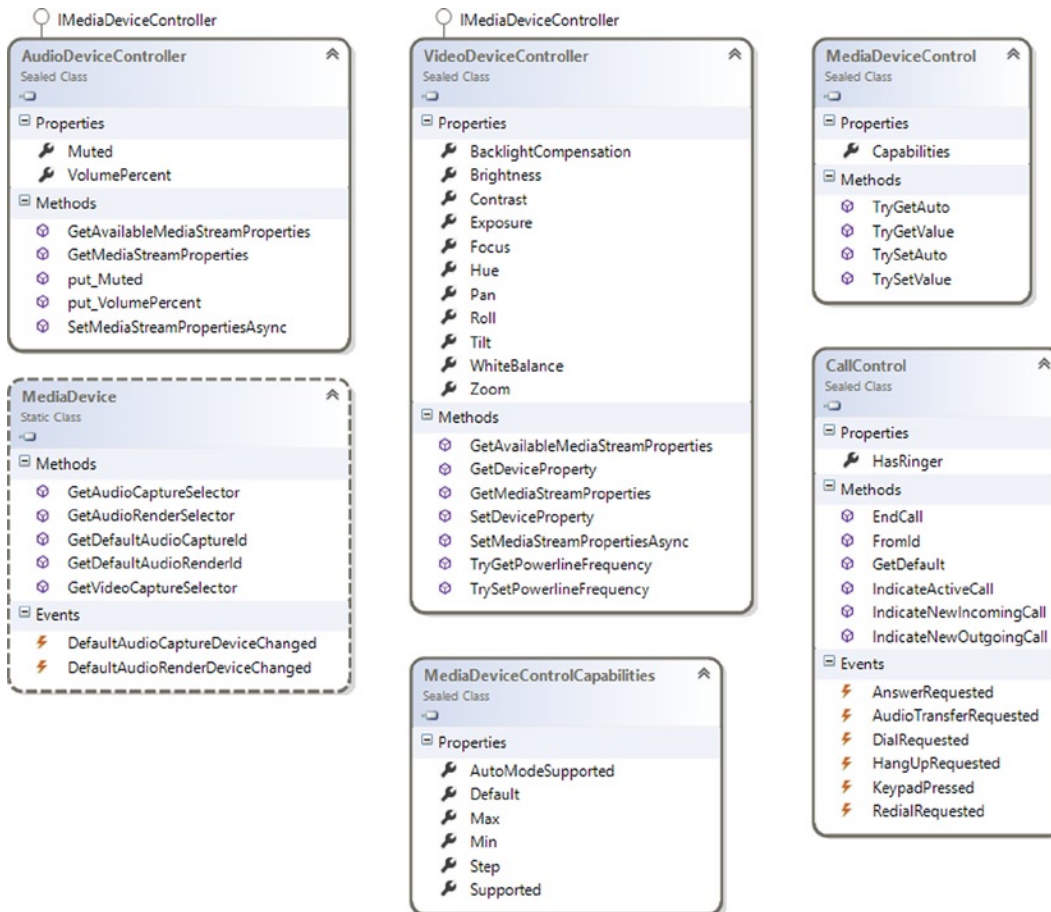 IMediaDeviceController
AudioDeviceController
Sealed Class
Properties
Muted
VolumePercent
Methods
GetAvailableMediaStreamProperties
GetMediaStreamProperties
put_Muted
put_VolumePercent
SetMediaStreamPropertiesAsync
MediaDevice
Static Class
Methods
GetAudioCaptureSelector
GetAudioRenderSelector
GetDefaultAudioCaptureId
GetDefaultAudioRenderId
GetVideoCaptureSelector
Events
DefaultAudioCaptureDeviceChanged
DefaultAudioRenderDeviceChanged
IMediaDeviceController
VideoDeviceController
Sealed Class
Properties
BacklightCompensation
Brightness
Contrast
Exposure
Focus
Hue
Pan
Roll
Tilt
WhiteBalance
Zoom
Methods
GetAvailableMediaStreamProperties
GetDeviceProperty
GetMediaStreamProperties
SetDeviceProperty
SetMediaStreamPropertiesAsync
TryGetPowerlineFrequency
TrySetPowerlineFrequency
MediaDeviceControlCapabilities
Sealed Class
Properties
AutoModeSupported
Default
Max
Min
Step
Supported
MediaDeviceControl
Sealed Class
Properties
Capabilities
Methods
TryGetAuto
TryGetValue
TrySetAuto
TrySetValue
CallControl
Sealed Class
Properties
HasRinger
Methods
EndCall
FromId
GetDefault
IndicateActiveCall
IndicateNewIncomingCall
IndicateNewOutgoingCall
Events
AnswerRequested
AudioTransferRequested
DialRequested
HangUpRequested
KeypadPressed
RedialRequested